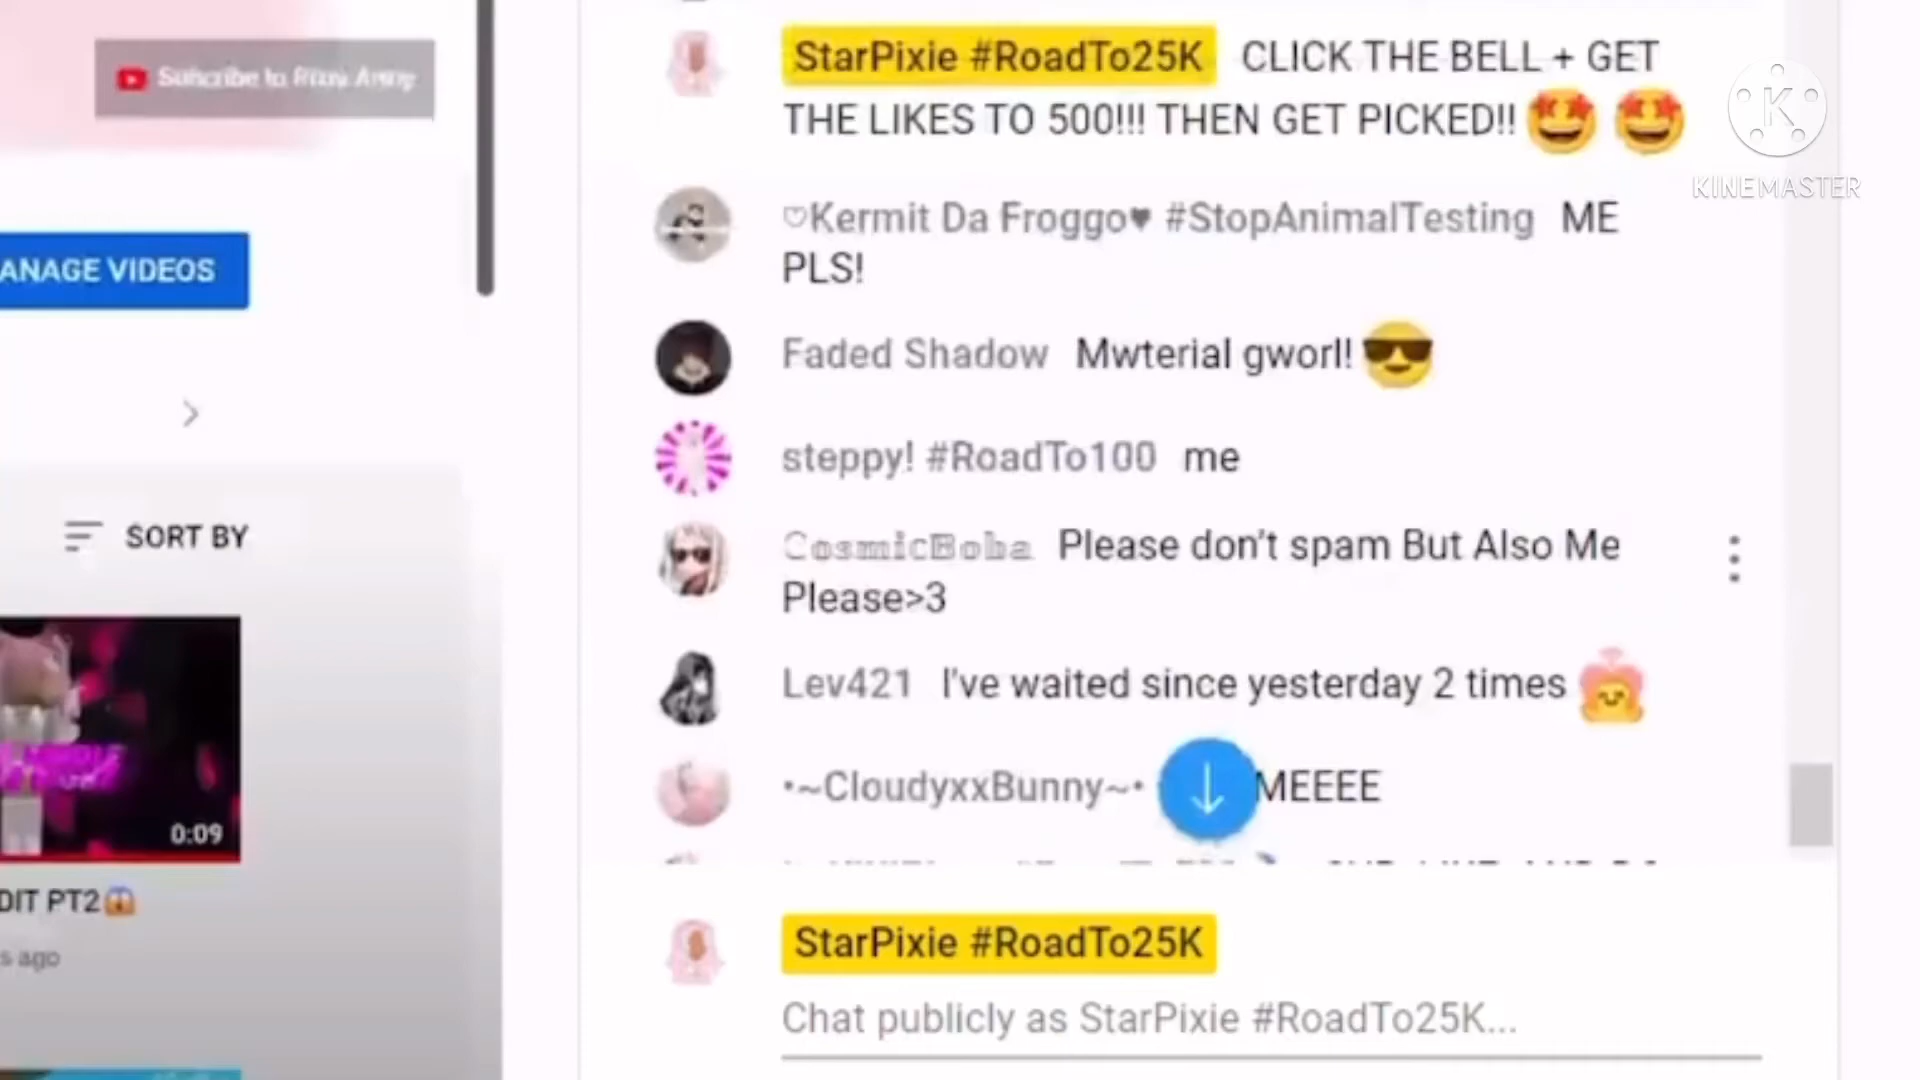 Subscribe to
ANAGE VIDEOS
SORT BY
0:09
DIT PT2😱
s ago
StarPixie #RoadTo25K CLICK THE BELL + GET
THE LIKES TO 500!!! THEN GET PICKED!! 🤩 🤩
♡Kermit Da Froggo♥ #StopAnimalTesting ME
PLS!
Faded Shadow Mwterial gworl! 😎
steppy! #RoadTo100 me
ℂ𝕠𝕤𝕞𝕚𝕔𝔹𝕠𝕓𝕒 Please don't spam But Also Me
Please>3
Lev421 I've waited since yesterday 2 times
•~CloudyxxBunny~• MEEEE
StarPixie #RoadTo25K
Chat publicly as StarPixie #RoadTo25K...
KINEMASTER